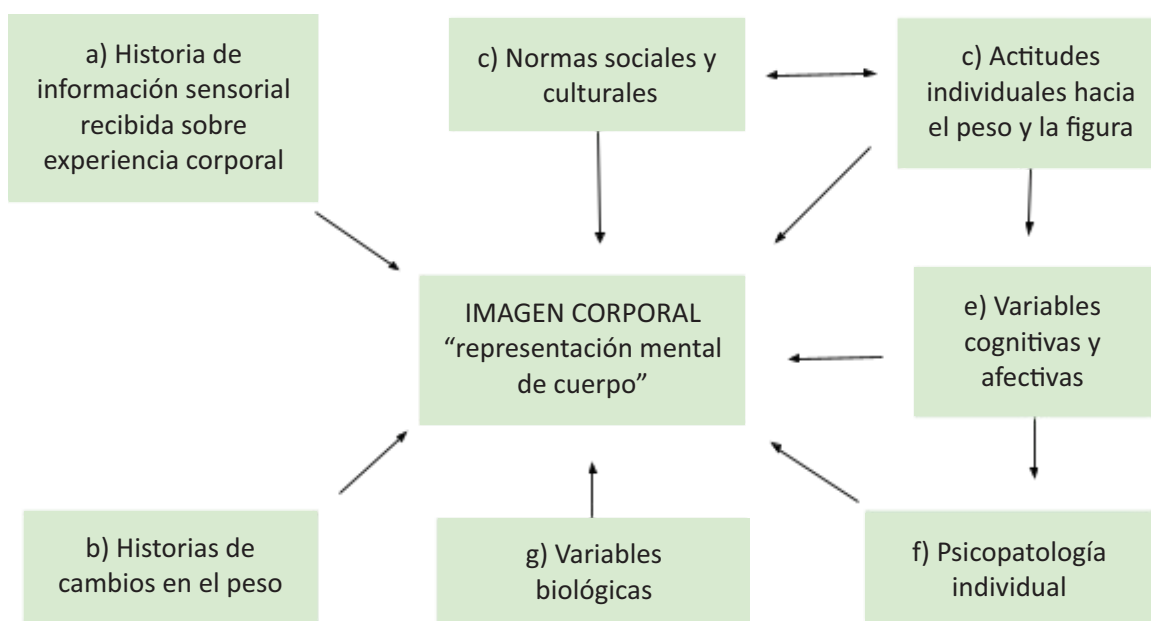 a) Historia de
información sensorial
recibida sobre
experiencia corporal
c) Normas sociales y
culturales
c) Actitudes
individuales hacia
el peso y la figura
IMAGEN CORPORAL
“representación mental
de cuerpo”
e) Variables
cognitivas y
afectivas
b) Historias de
cambios en el peso
g) Variables
biológicas
f) Psicopatología
individual